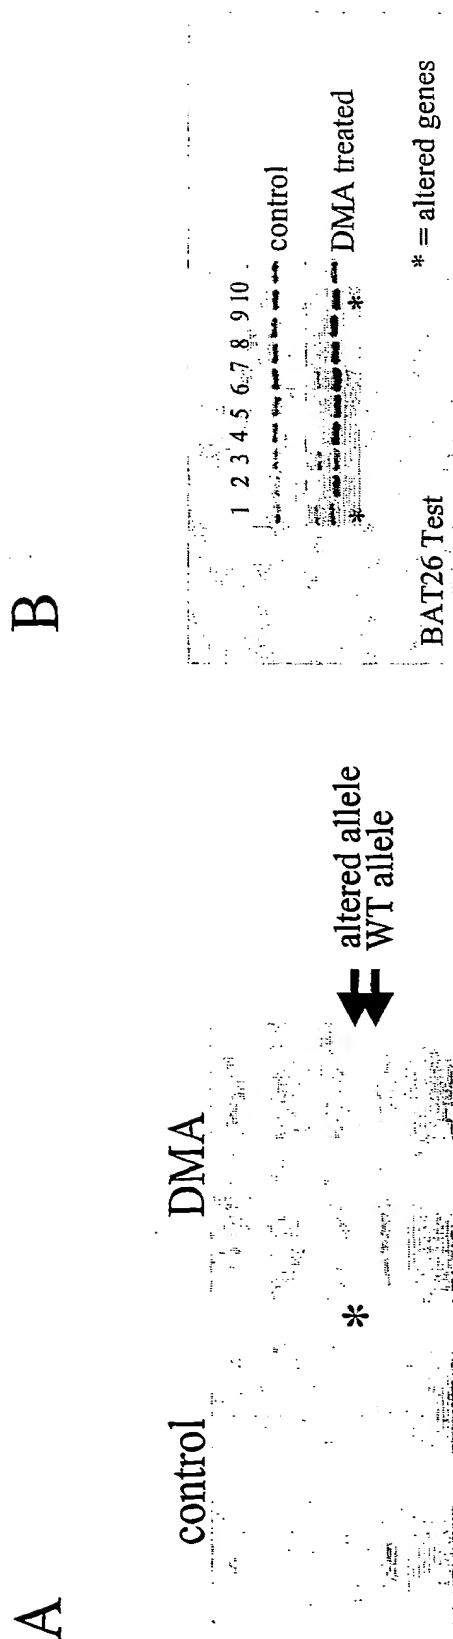 A
control DMA
*
altered allele
WT allele
B
1 2 3 4 5 6 7 8 9 10
control
DMA treated
* *
BAT26 Test
* = altered genes